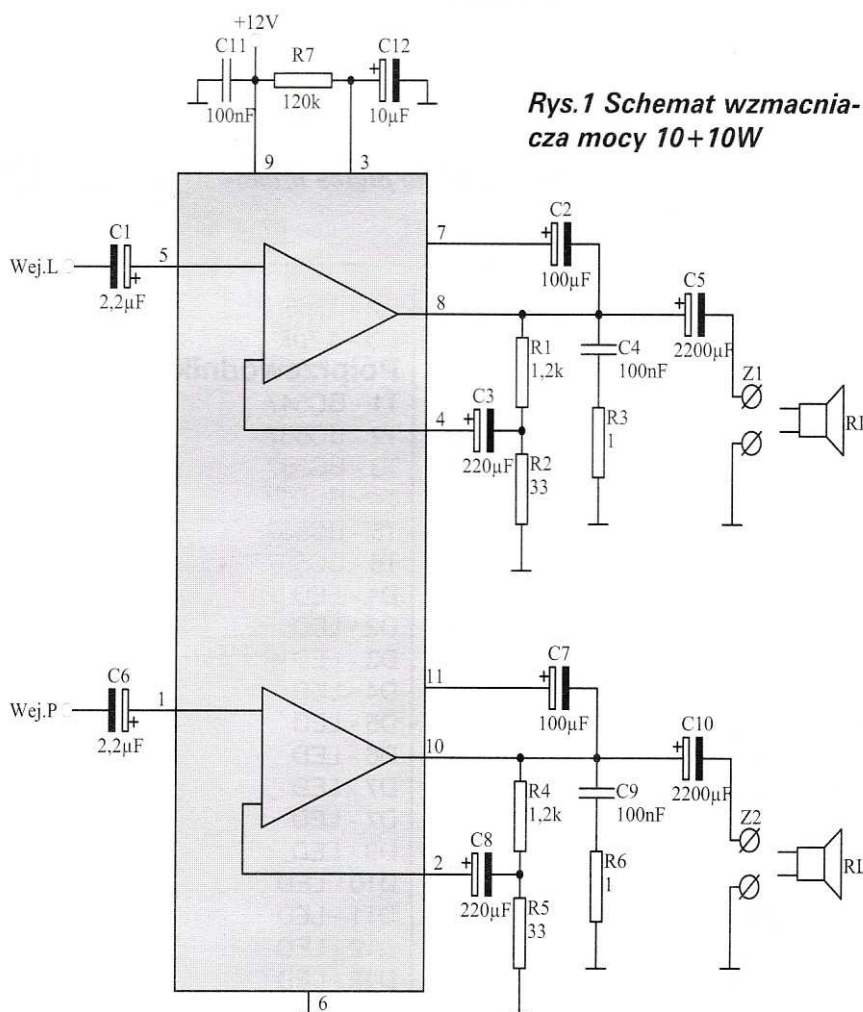 +12V
C11
R7
C12
100nF
120k
+
10µF
Rys.1 Schemat wzmacnia-
cza mocy 10+10W
9
3
C1
Wej.L
5
+
2,2µF
7
C2
+
100µF
8
C5
+
2200µF
R1
1,2k
C4
100nF
Z1
RL
4
C3
+
220µF
R2
33
R3
1
C6
Wej.P
1
+
2,2µF
11
C7
+
100µF
10
C10
+
2200µF
R4
1,2k
C9
100nF
Z2
RL
2
C8
+
220µF
R5
33
R6
1
6